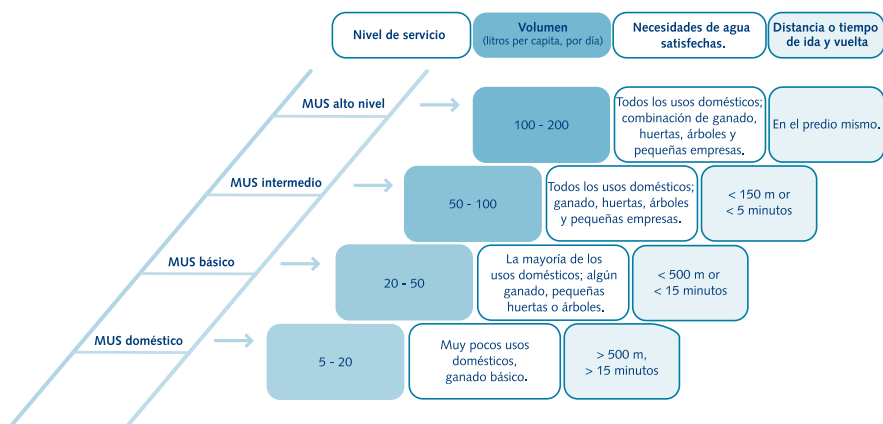 Nivel de servicio
Volumen
(litros per capita, por día)
Necesidades de agua
satisfechas.
Distancia o tiempo
de ida y vuelta
MUS alto nivel
100 - 200
Todos los usos domésticos;
combinación de ganado,
huertas, árboles y
pequeñas empresas.
En el predio mismo.
MUS intermedio
50 - 100
Todos los usos domésticos;
ganado, huertas, árboles
y pequeñas empresas.
< 150 m or
< 5 minutos
MUS básico
20 - 50
La mayoría de los
usos domésticos; algún
ganado, pequeñas
huertas o árboles.
< 500 m or
< 15 minutos
MUS doméstico
5 - 20
Muy pocos usos
domésticos,
ganado básico.
> 500 m,
> 15 minutos